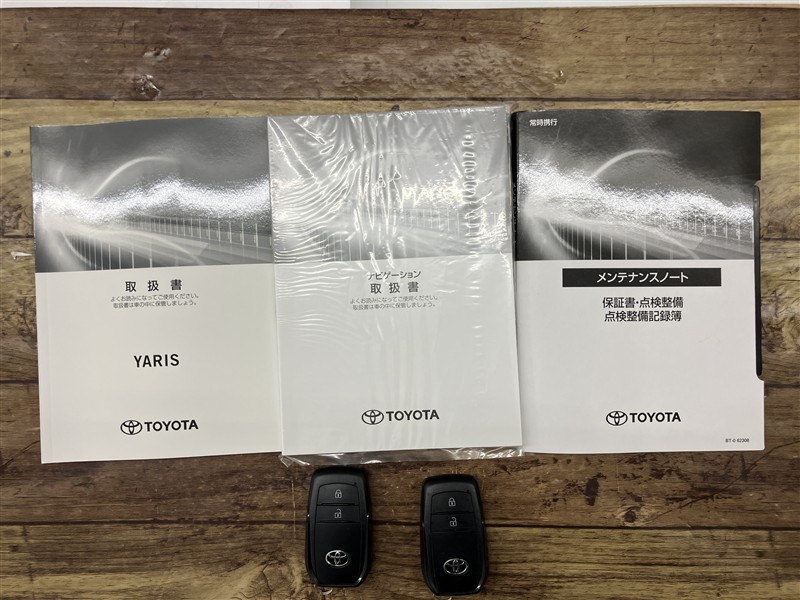 取扱書
よくお読みになってご使用ください。
取扱書は車の中に保管しましょう。
YARIS
TOYOTA
ナビゲーション
取扱書
よくお読みになってご使用ください。
取扱書は車の中に保管しましょう。
TOYOTA
常時携行
メンテナンスノート
保証書・点検整備
点検整備記録簿
TOYOTA